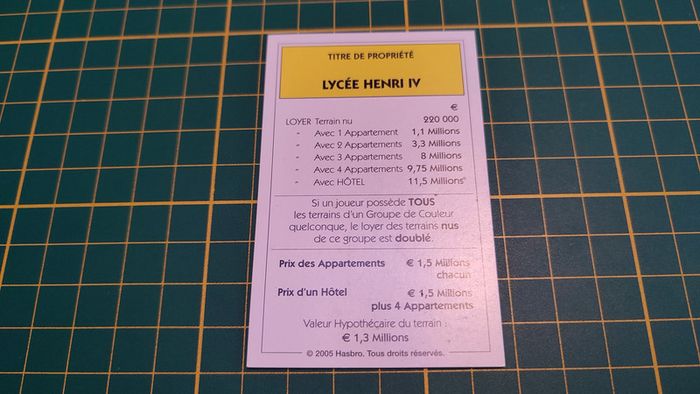 TITRE DE PROPRIÉTÉ
LYCÉE HENRI IV
€
LOYER Terrain nu 220 000
- Avec 1 Appartement 1,1 Millions
- Avec 2 Appartements 3,3 Millions
- Avec 3 Appartements 8 Millions
- Avec 4 Appartements 9,75 Millions
- Avec HÔTEL 11,5 Millions
Si un joueur possède TOUS
les terrains d'un Groupe de Couleur
quelconque, le loyer des terrains nus
de ce groupe est doublé.
Prix des Appartements € 1,5 Millions
chacun
Prix d'un Hôtel € 1,5 Millions
plus 4 Appartements
Valeur Hypothécaire du terrain :
€ 1,3 Millions
© 2005 Hasbro. Tous droits réservés.